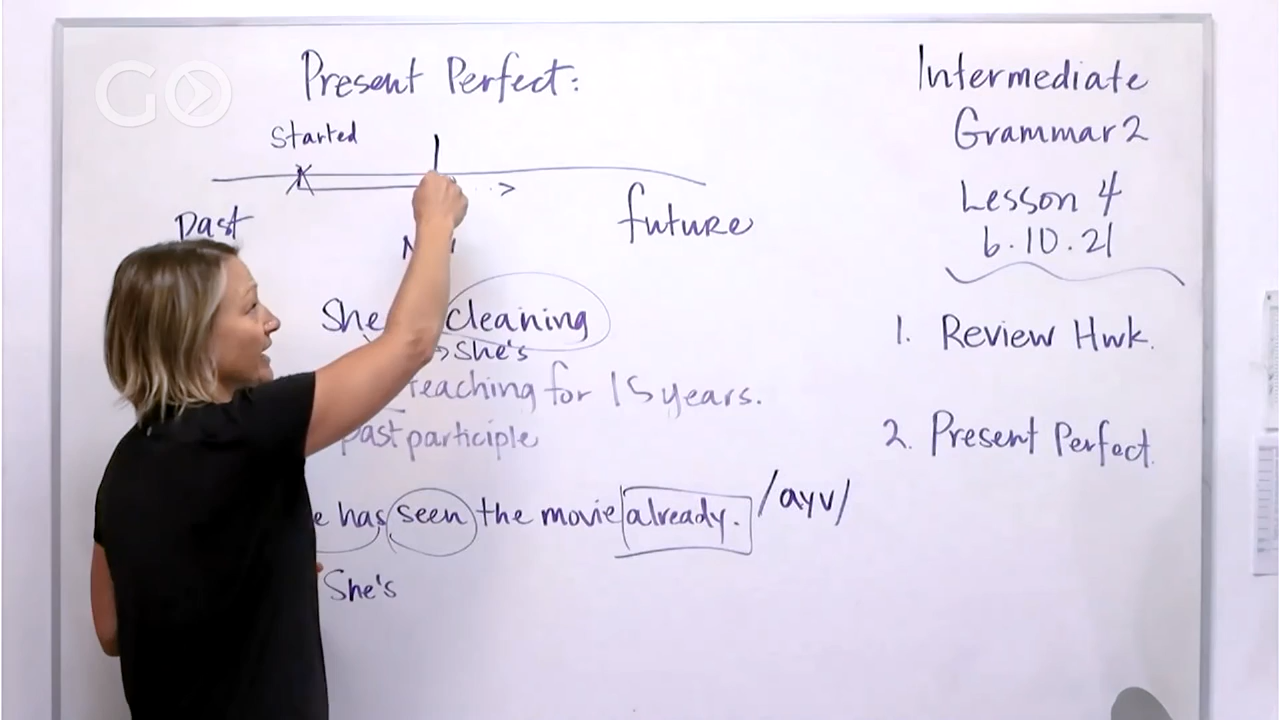 GO
Present Perfect:
Started
Past
future
She cleaning
She's
teaching for 15 years.
past participle
e has seen the movie already. /ayv/
She's
Intermediate
Grammar 2
Lesson 4
6.10.21
1. Review Hwk.
2. Present Perfect.